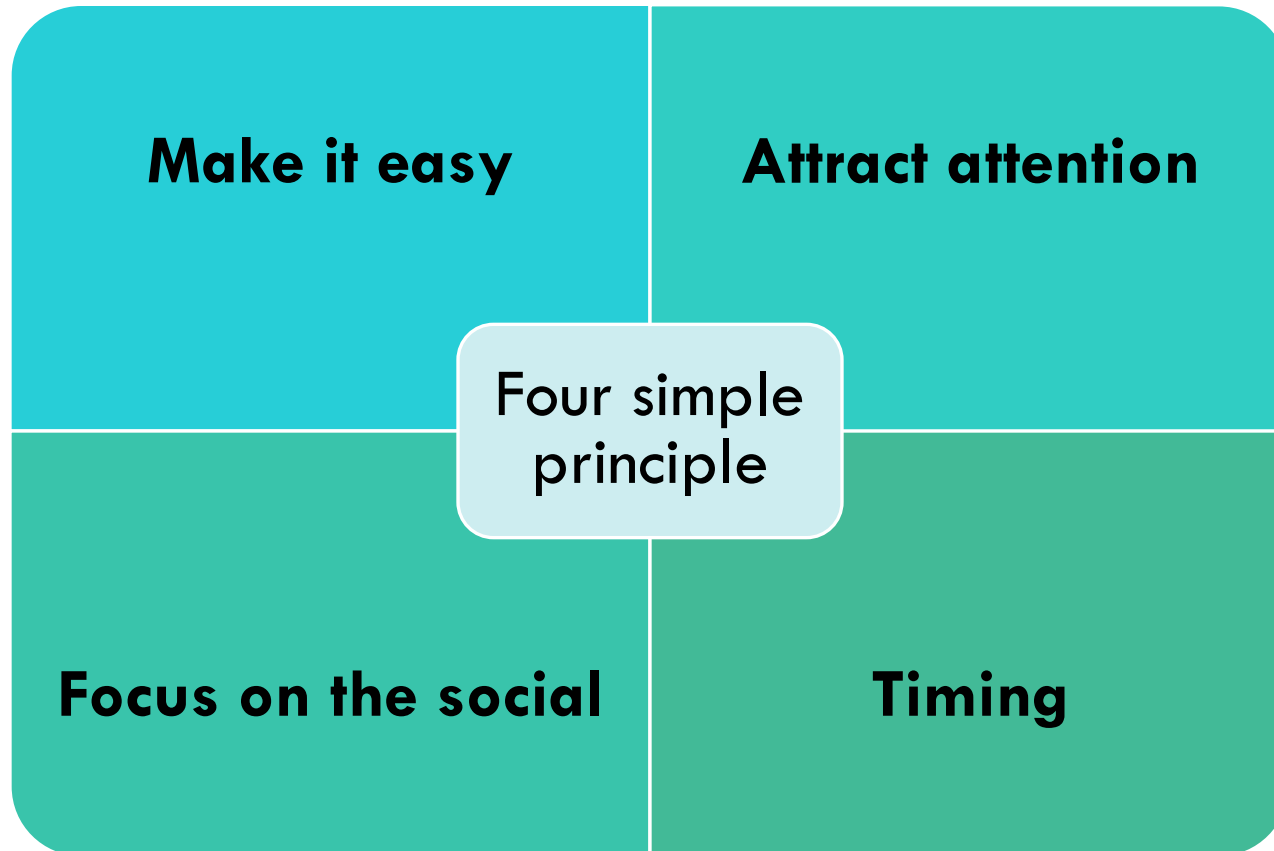 Make it easy
Attract attention
Four simple
principle
Focus on the social
Timing